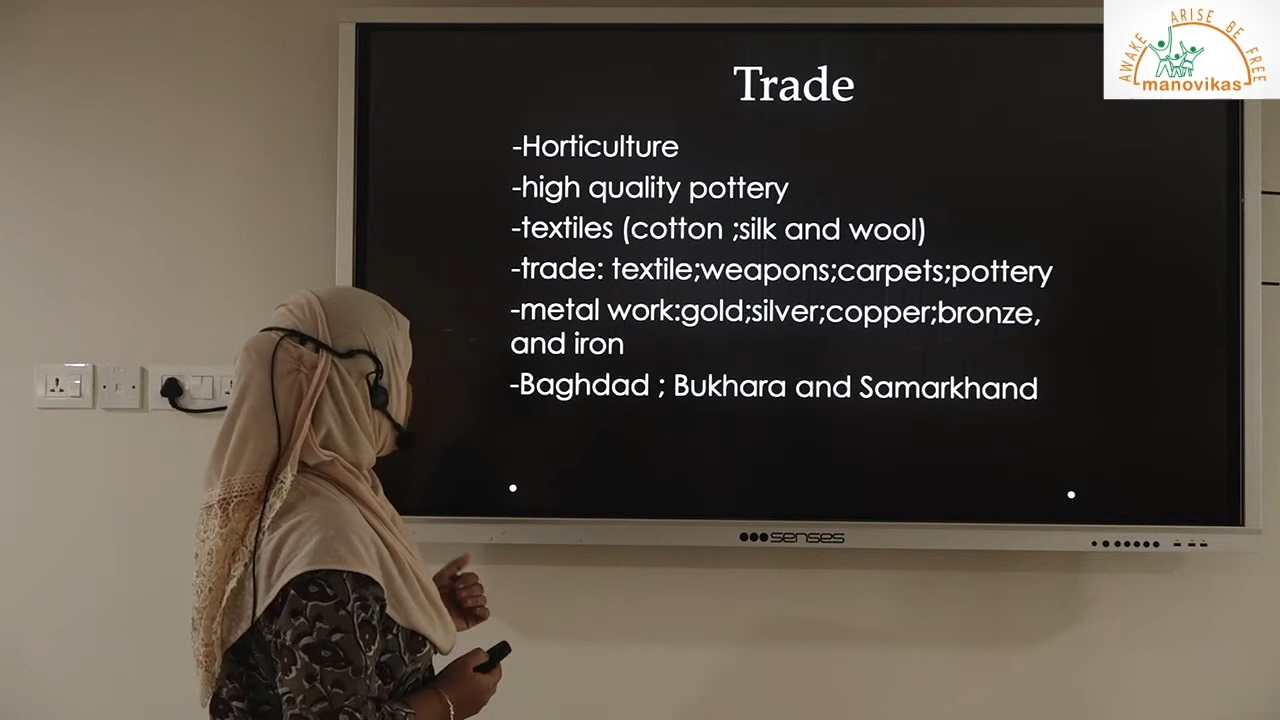 AWAKE ARISE BE FREE
manovikas
Trade
-Horticulture
-high quality pottery
-textiles (cotton ;silk and wool)
-trade: textile;weapons;carpets;pottery
-metal work:gold;silver;copper;bronze,
and iron
-Baghdad ; Bukhara and Samarkhand
senses